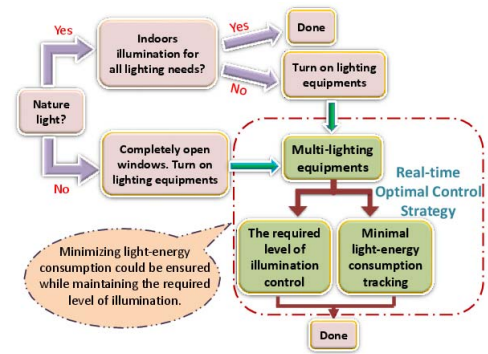 Yes
Indoors
illumination for
all lighting needs?
Yes
Done
No
Turn on lighting
equipments
Nature
light?
No
Completely open
windows. Turn on
lighting equipments
Multi-lighting
equipments
Real-time
Optimal Control
Strategy
The required
level of
illumination
control
Minimal
light-energy
consumption
tracking
Minimizing light-energy
consumption could be ensured
while maintaining the required
level of illumination.
Done